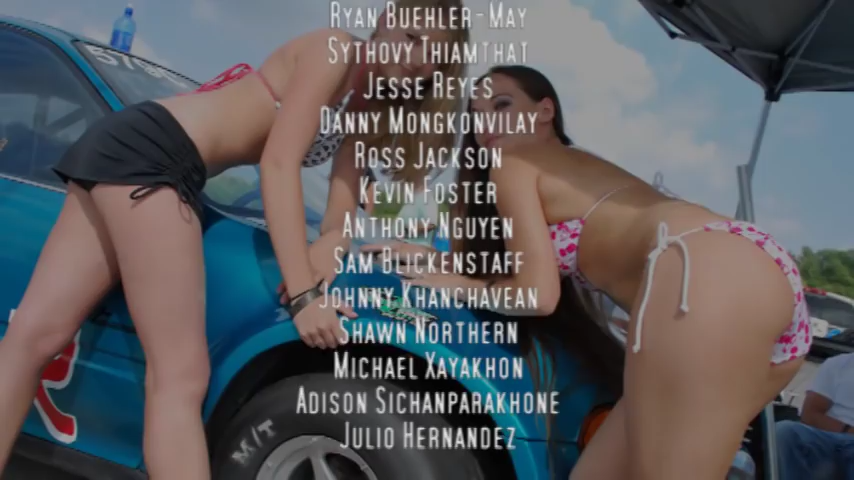 Ryan Buehler-May
Sythovy Thiamthat
Jesse Reyes
Danny Mongkonvilay
Ross Jackson
Kevin Foster
Anthony Nguyen
Sam Blickenstaff
Johnny Khanchavean
Shawn Northern
Michael Xayakhon
Adison Sichanparakhone
Julio Hernandez
M/T